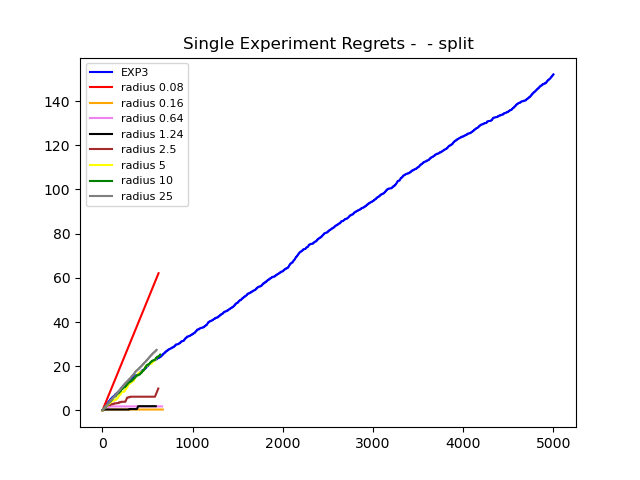 Single Experiment Regrets -  - split
EXP3
radius 0.08
radius 0.16
radius 0.64
radius 1.24
radius 2.5
radius 5
radius 10
radius 25
140
120
100
80
60
40
20
0
0 1000 2000 3000 4000 5000